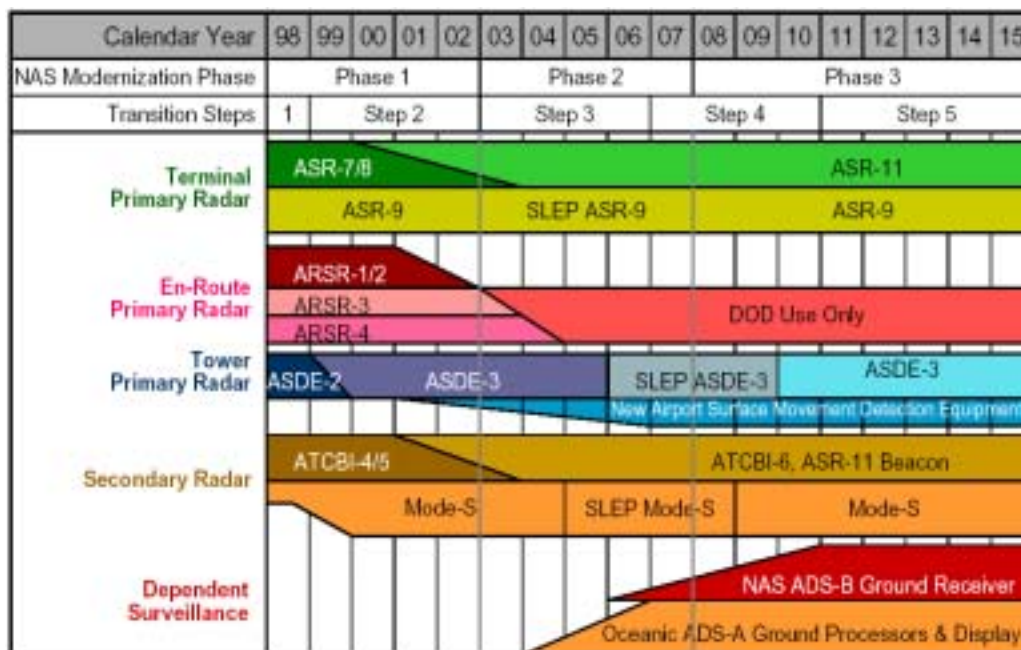 Calendar Year 98 99 00 01 02 03 04 05 06 07 08 09 10 11 12 13 14 15
NAS Modernization Phase Phase 1 Phase 2 Phase 3
Transition Steps 1 Step 2 Step 3 Step 4 Step 5
Terminal
Primary Radar
ASR-7/8 ASR-11
ASR-9 SLEP ASR-9 ASR-9
En-Route
Primary Radar
ARSR-1/2
ARSR-3
ARSR-4
DOD Use Only
Tower
Primary Radar
ASDE-2 ASDE-3 SLEP ASDE-3 ASDE-3
New Airport Surface Movement Detection Equipment
Secondary Radar
ATCBI-4/5 ATCBI-6, ASR-11 Beacon
Mode-S SLEP Mode-S Mode-S
Dependent
Surveillance
NAS ADS-B Ground Receiver
Oceanic ADS-A Ground Processors & Display